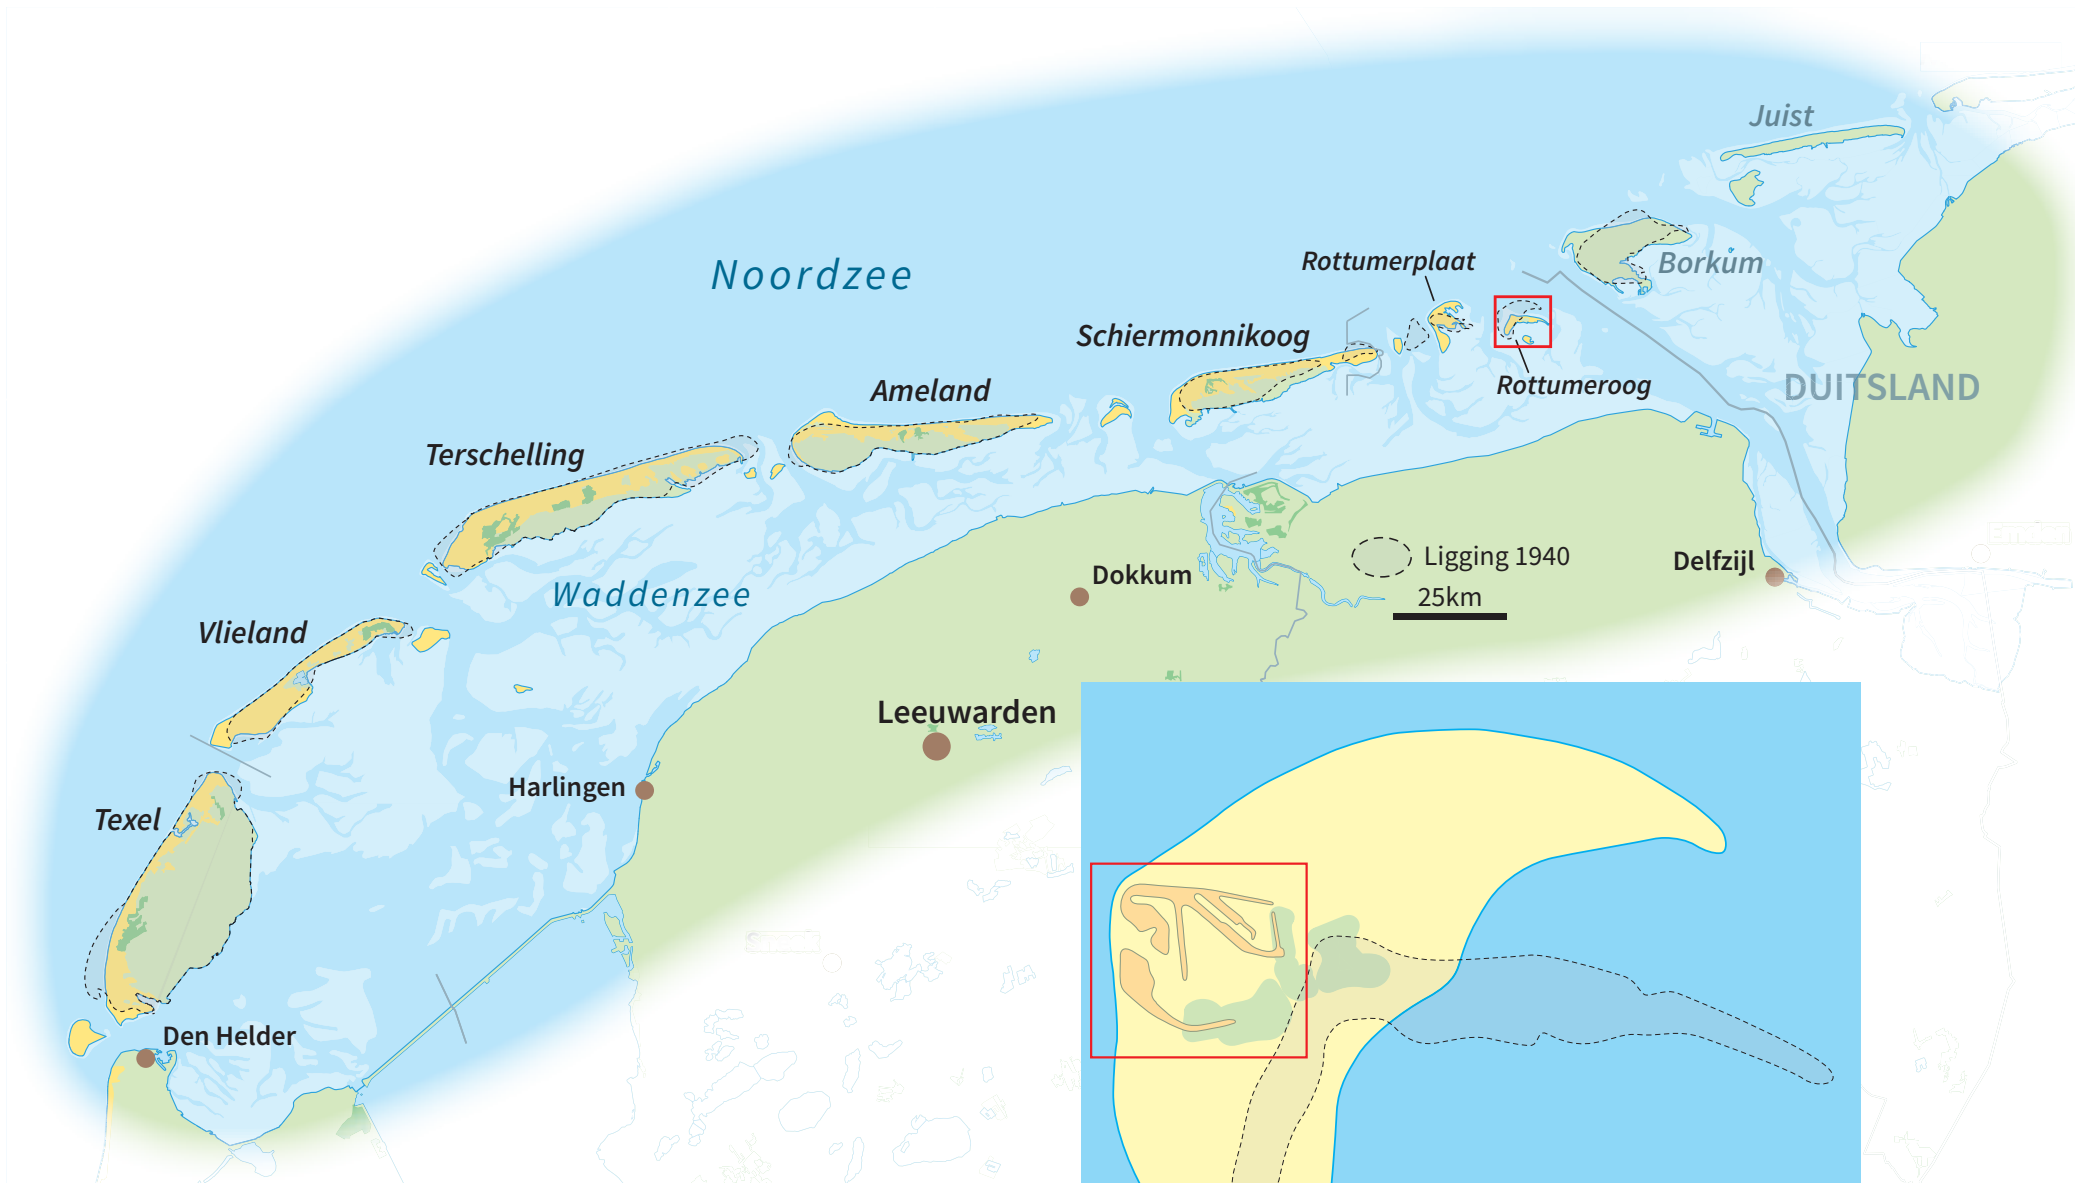 Juist
Noordzee
Rottumerplaat
Borkum
Schiermonnikoog
Ameland
Rottumeroog
DUITSLAND
Terschelling
Ligging 1940
Delfzijl
Dokkum
25km
Waddenzee
Vlieland
Leeuwarden
Harlingen
Texel
Den Helder